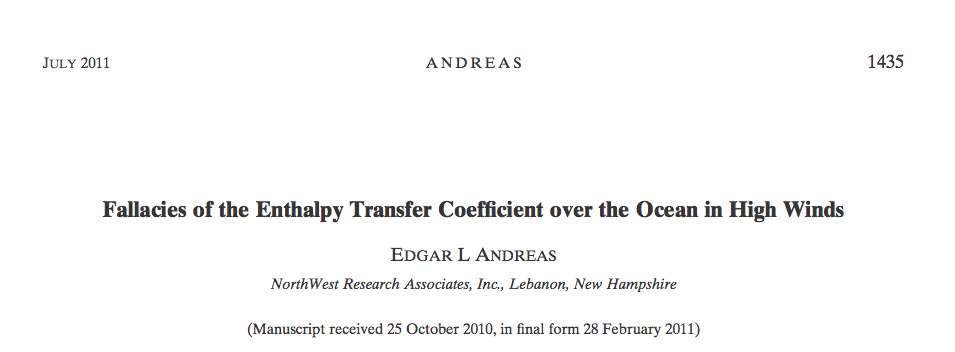 JULY 2011 ANDREAS 1435
Fallacies of the Enthalpy Transfer Coefficient over the Ocean in High Winds
EDGAR L ANDREAS
NorthWest Research Associates, Inc., Lebanon, New Hampshire
(Manuscript received 25 October 2010, in final form 28 February 2011)